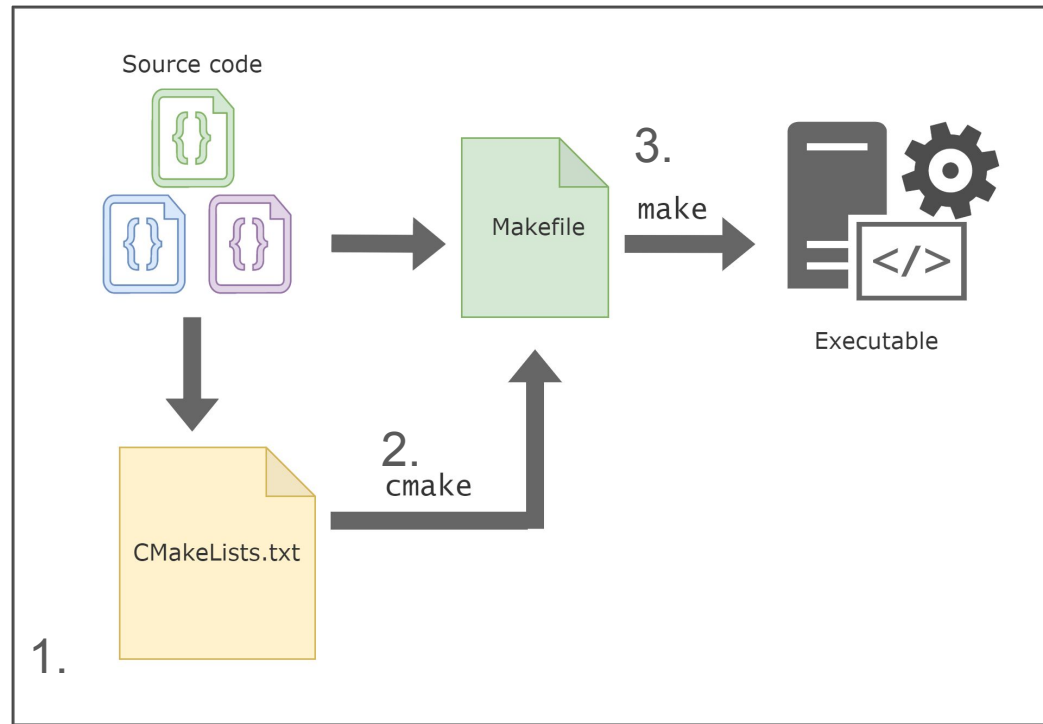 Source code
{}
{}
{}
Makefile
3.
make
</>
Executable
2.
cmake
CMakeLists.txt
1.